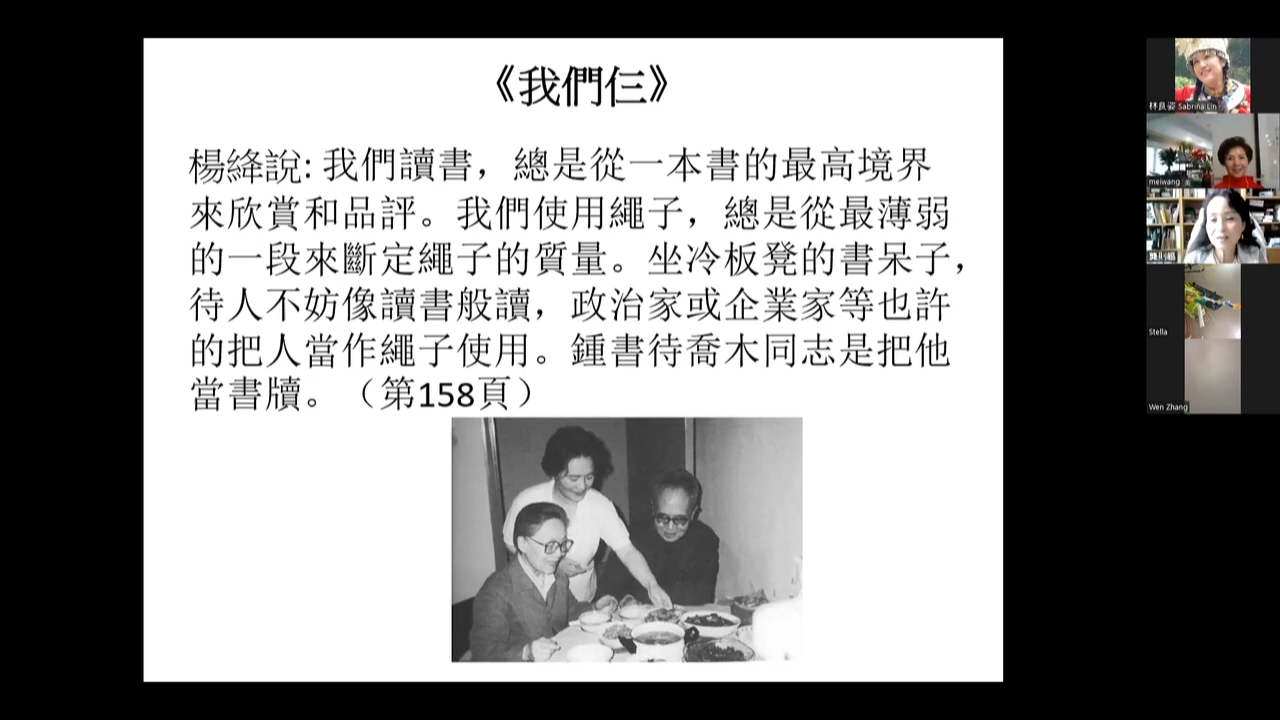 《我們仨》
楊絳說: 我們讀書，總是從一本書的最高境界
來欣賞和品評。我們使用繩子，總是從最薄弱
的一段來斷定繩子的質量。坐冷板凳的書呆子，
待人不妨像讀書般讀，政治家或企業家等也許
的把人當作繩子使用。鍾書待喬木同志是把他
當書牘。（第158頁）
林良姿 Sabrina Lin
meiwang
Stella
Wen Zhang